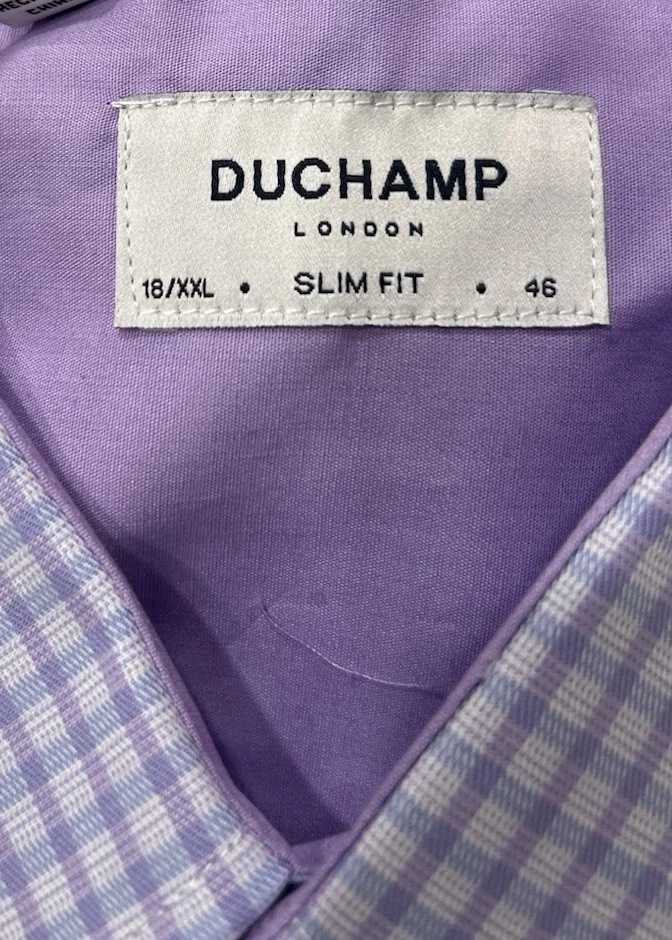 DUCHAMP
LONDON
18/XXL • SLIM FIT • 46